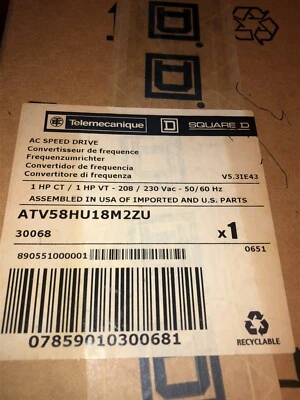 Telemecanique D SQUARE D
AC SPEED DRIVE
Convertisseur de frequence
Frequenzumrichter
Convertidor de frecuencia
Convertitore di frequenza V5.3IE43
1 HP CT / 1 HP VT - 208 / 230 Vac - 50/60 Hz
ASSEMBLED IN USA OF IMPORTED AND U.S. PARTS
ATV58HU18M2ZU
30068 x1
890551000001 0651
07859010300681
RECYCLABLE